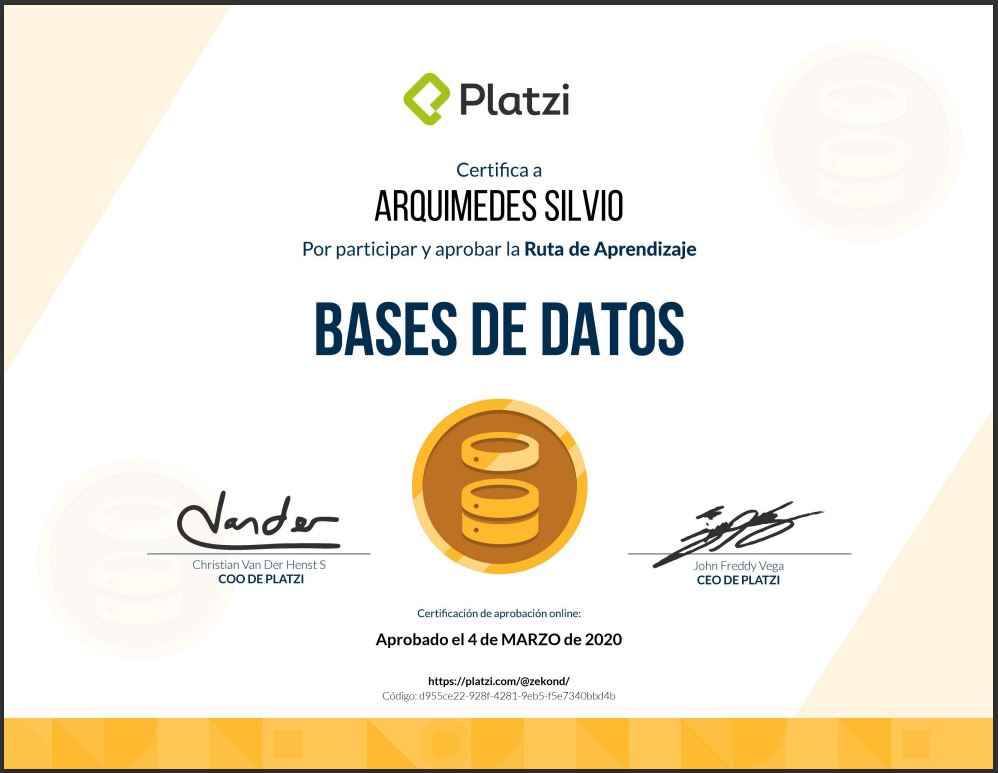 Platzi
Certifica a
ARQUIMEDES SILVIO
Por participar y aprobar la Ruta de Aprendizaje
BASES DE DATOS
Vander
Christian Van Der Henst S
COO DE PLATZI
John Freddy Vega
CEO DE PLATZI
Certificación de aprobación online:
Aprobado el 4 de MARZO de 2020
https://platzi.com/@zekond/
Código: d955ce22-928f-4281-9eb5-f5e7340bbd4b